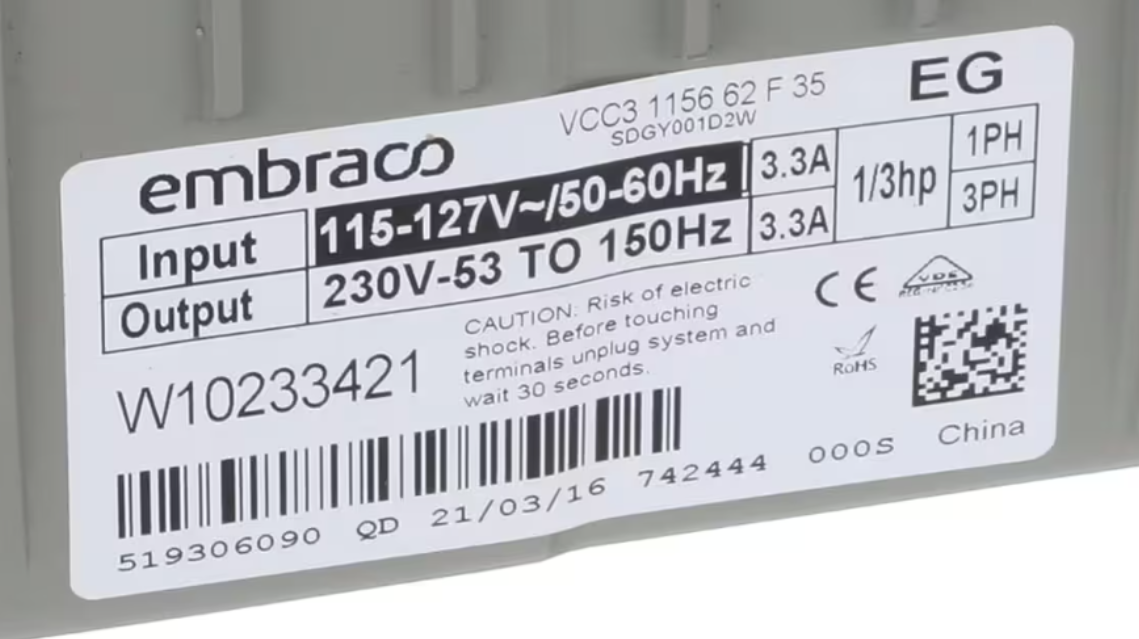 VCC3 1156 62 F 35
EG
SDGY001D2W
embraco
Input 115-127V~/50-60Hz 3.3A 1/3hp 1PH
Output 230V-53 TO 150Hz 3.3A 3PH
CAUTION: Risk of electric
shock. Before touching
terminals unplug system and
wait 30 seconds.
W10233421
CE
VDE
RoHS
China
519306090 QD 21/03/16 742444 000S